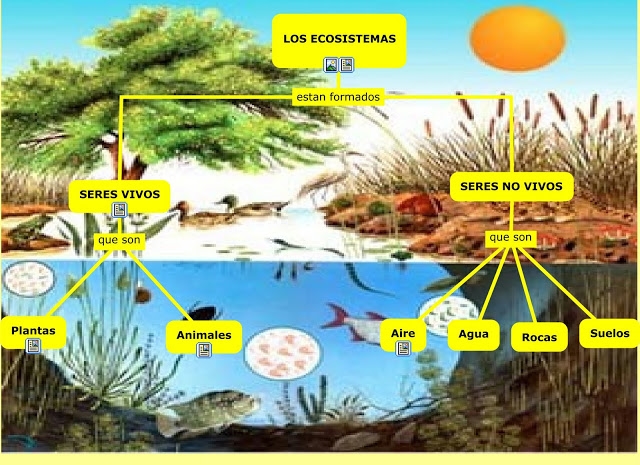 LOS ECOSISTEMAS
estan formados
SERES VIVOS
SERES NO VIVOS
que son
que son
Plantas
Animales
Aire
Agua
Rocas
Suelos